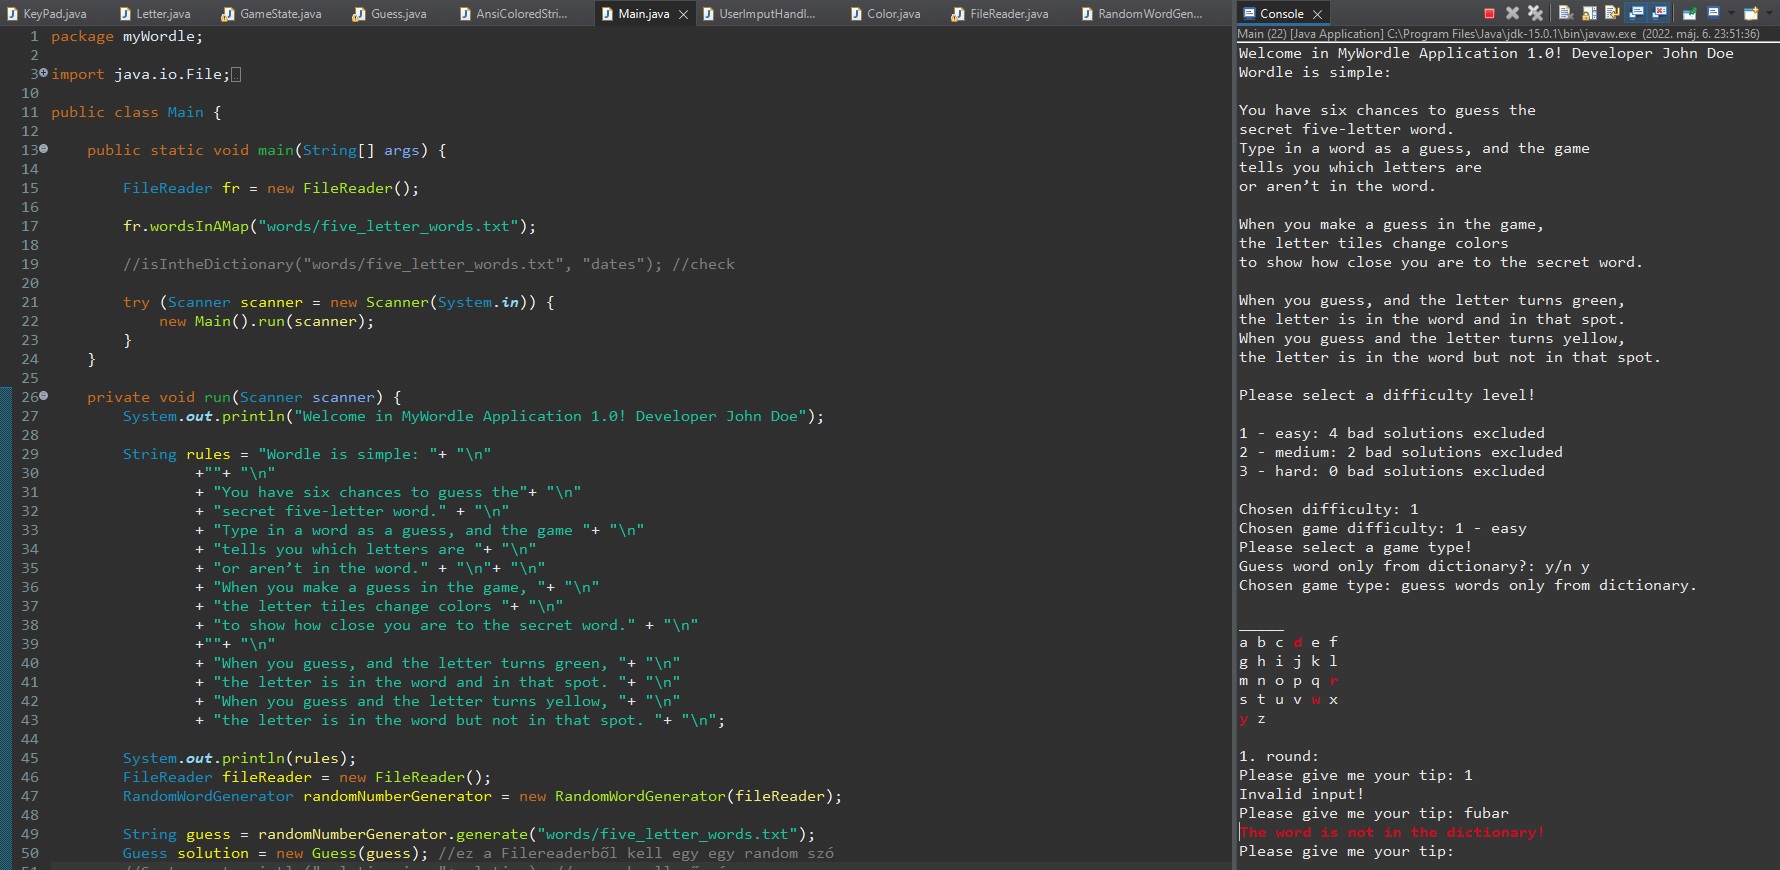 KeyPad.java Letter.java GameState.java Guess.java AnsiColoredStri... Main.java UserImputHandl... Color.java FileReader.java RandomWordGen...
1 package myWordle;
2
3 import java.io.File;
10
11 public class Main {
12
13 public static void main(String[] args) {
14
15 FileReader fr = new FileReader();
16
17 fr.wordsInAMap("words/five_letter_words.txt");
18
19 //isIntheDictionary("words/five_letter_words.txt", "dates"); //check
20
21 try (Scanner scanner = new Scanner(System.in)) {
22 new Main().run(scanner);
23 }
24 }
25
26 private void run(Scanner scanner) {
27 System.out.println("Welcome in MyWordle Application 1.0! Developer John Doe");
28
29 String rules = "Wordle is simple: "+ "\n"
30 +""+ "\n"
31 + "You have six chances to guess the"+ "\n"
32 + "secret five-letter word." + "\n"
33 + "Type in a word as a guess, and the game "+ "\n"
34 + "tells you which letters are "+ "\n"
35 + "or aren’t in the word." + "\n"+ "\n"
36 + "When you make a guess in the game, "+ "\n"
37 + "the letter tiles change colors "+ "\n"
38 + "to show how close you are to the secret word." + "\n"
39 +""+ "\n"
40 + "When you guess, and the letter turns green, "+ "\n"
41 + "the letter is in the word and in that spot. "+ "\n"
42 + "When you guess and the letter turns yellow, "+ "\n"
43 + "the letter is in the word but not in that spot. "+ "\n";
44
45 System.out.println(rules);
46 FileReader fileReader = new FileReader();
47 RandomWordGenerator randomNumberGenerator = new RandomWordGenerator(fileReader);
48
49 String guess = randomNumberGenerator.generate("words/five_letter_words.txt");
50 Guess solution = new Guess(guess); //ez a Filereaderből kell egy egy random szó
Console
Main (22) [Java Application] C:\Program Files\Java\jdk-15.0.1\bin\javaw.exe (2022. máj. 6. 23:51:36)
Welcome in MyWordle Application 1.0! Developer John Doe
Wordle is simple:
You have six chances to guess the
secret five-letter word.
Type in a word as a guess, and the game
tells you which letters are
or aren’t in the word.
When you make a guess in the game,
the letter tiles change colors
to show how close you are to the secret word.
When you guess, and the letter turns green,
the letter is in the word and in that spot.
When you guess and the letter turns yellow,
the letter is in the word but not in that spot.
Please select a difficulty level!
1 - easy: 4 bad solutions excluded
2 - medium: 2 bad solutions excluded
3 - hard: 0 bad solutions excluded
Chosen difficulty: 1
Chosen game difficulty: 1 - easy
Please select a game type!
Guess word only from dictionary?: y/n y
Chosen game type: guess words only from dictionary.
_____
a b c d e f
g h i j k l
m n o p q r
s t u v w x
y z
1. round:
Please give me your tip: 1
Invalid input!
Please give me your tip: fubar
The word is not in the dictionary!
Please give me your tip: